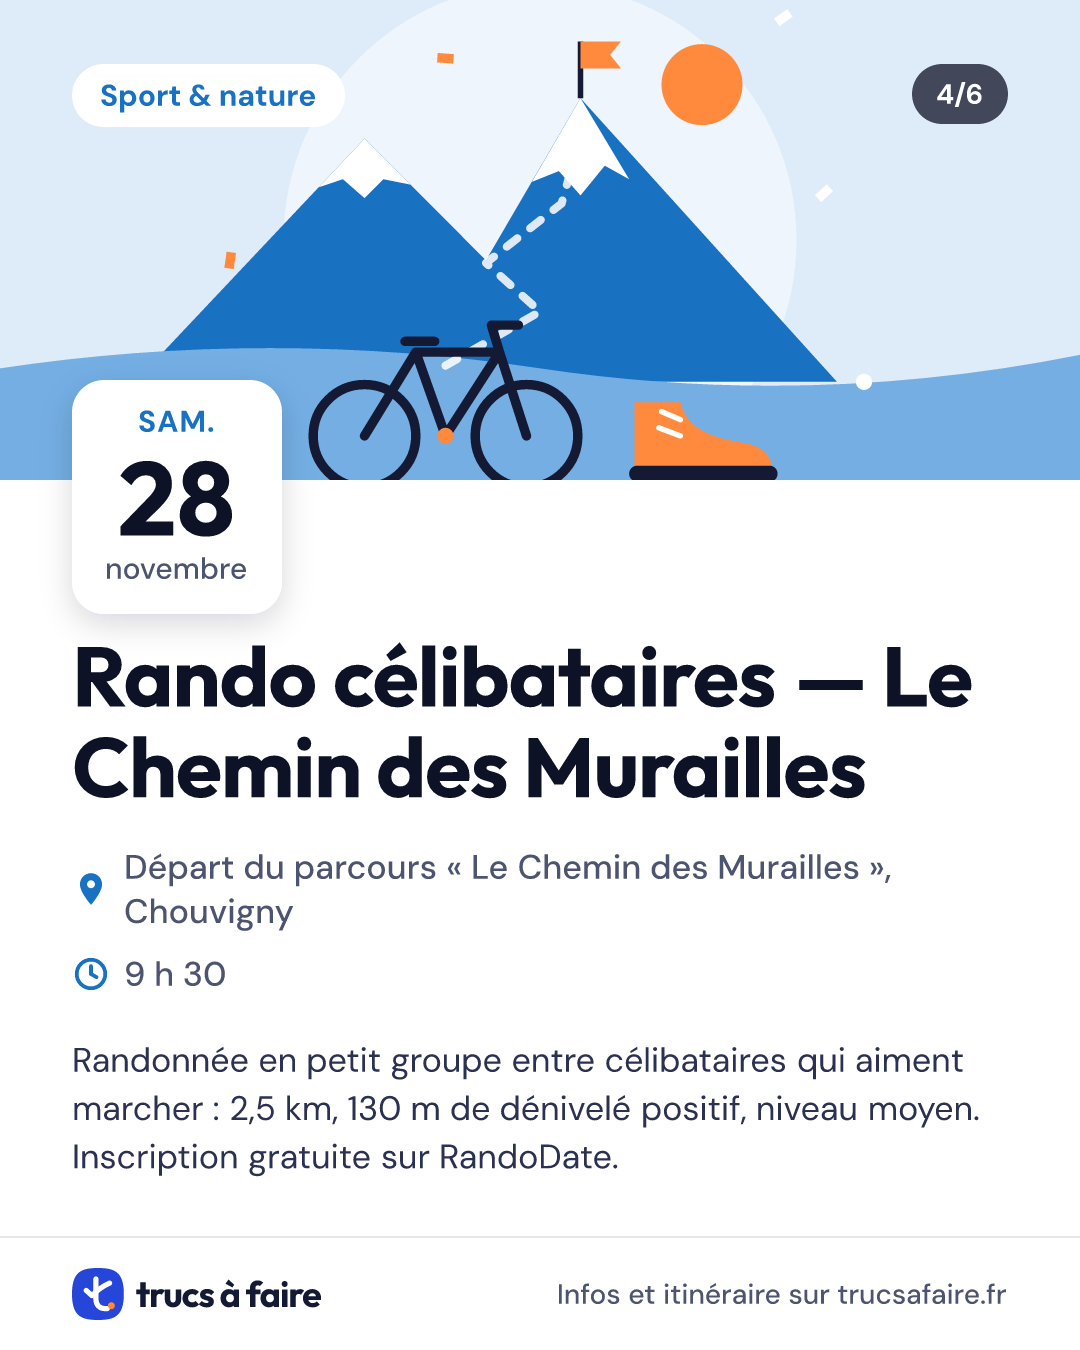 Sport & nature
4/6
SAM.
28
novembre
Rando célibataires — Le
Chemin des Murailles
Départ du parcours « Le Chemin des Murailles »,
Chouvigny
9 h 30
Randonnée en petit groupe entre célibataires qui aiment
marcher : 2,5 km, 130 m de dénivelé positif, niveau moyen.
Inscription gratuite sur RandoDate.
trucs à faire
Infos et itinéraire sur trucsafaire.fr